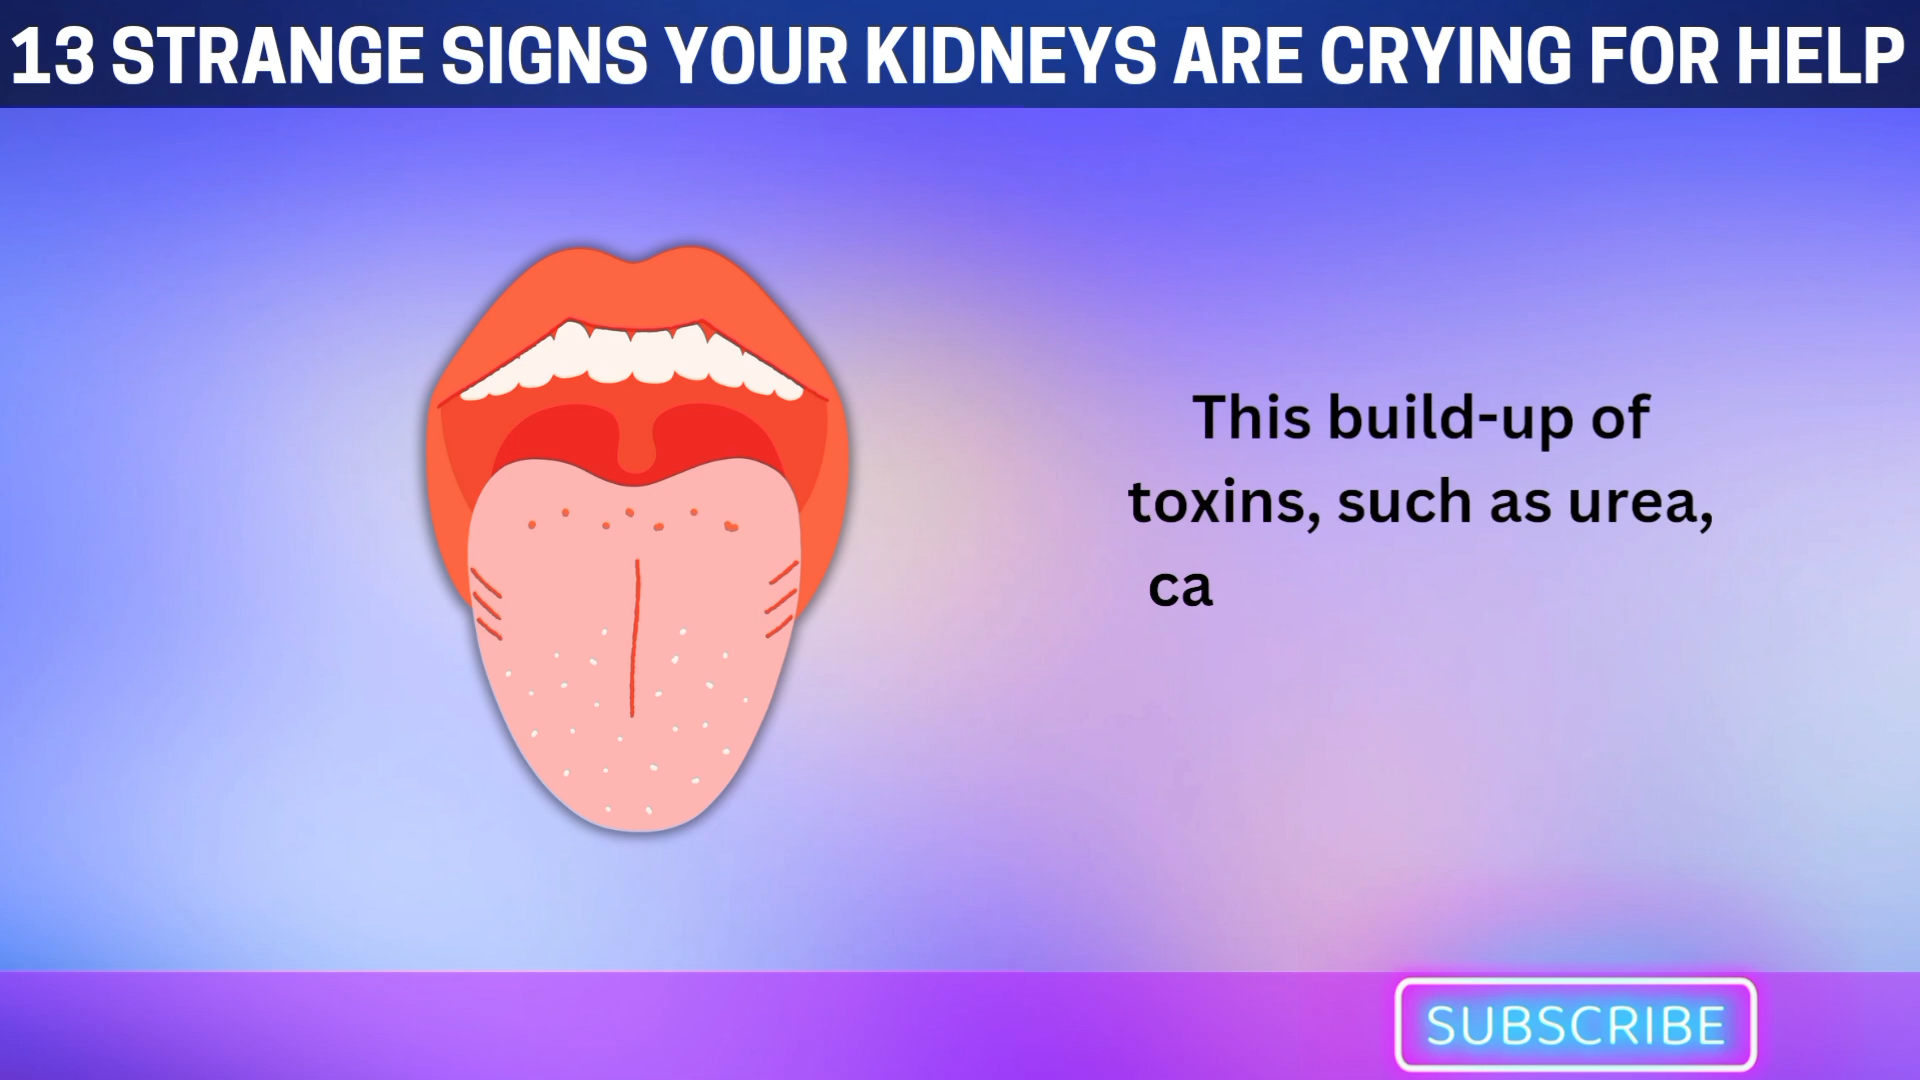 13 STRANGE SIGNS YOUR KIDNEYS ARE CRYING FOR HELP
This build-up of
toxins, such as urea,
ca
SUBSCRIBE